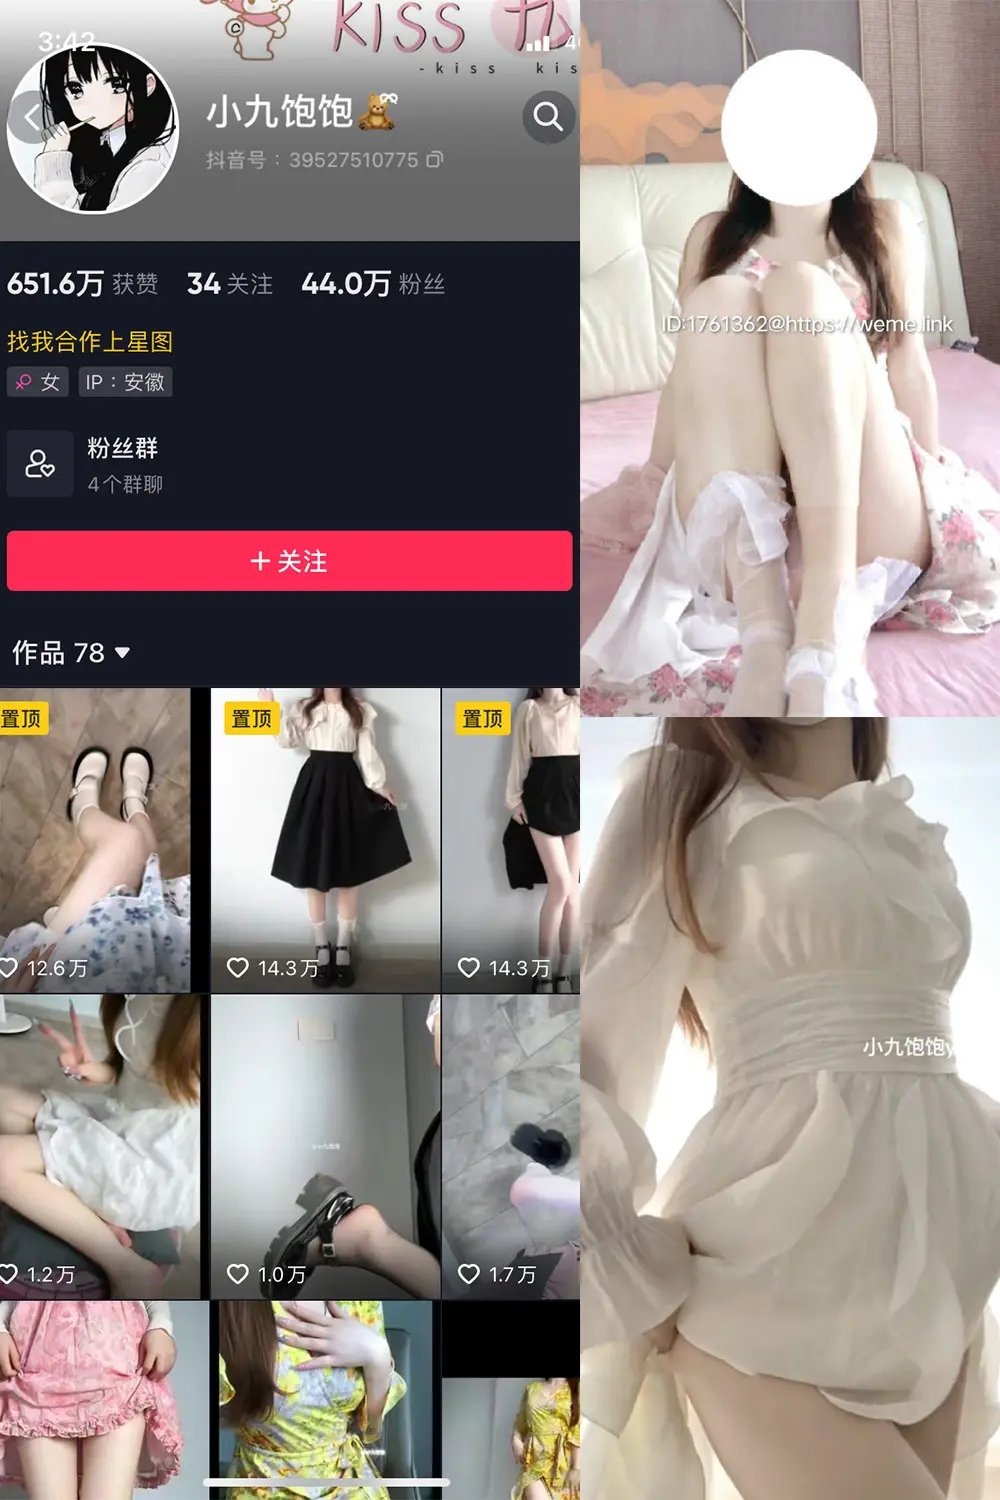 KISS 九
-kiss kis
3:42
小九饱饱
抖音号：39527510775
651.6万 获赞 34 关注 44.0万 粉丝
找我合作上星图
女 IP：安徽
粉丝群
4个群聊
+ 关注
作品 78
置顶 置顶 置顶
12.6万 14.3万 14.3万
1.2万 1.0万 1.7万
ID:1761362@https://weme.link
小九饱饱y